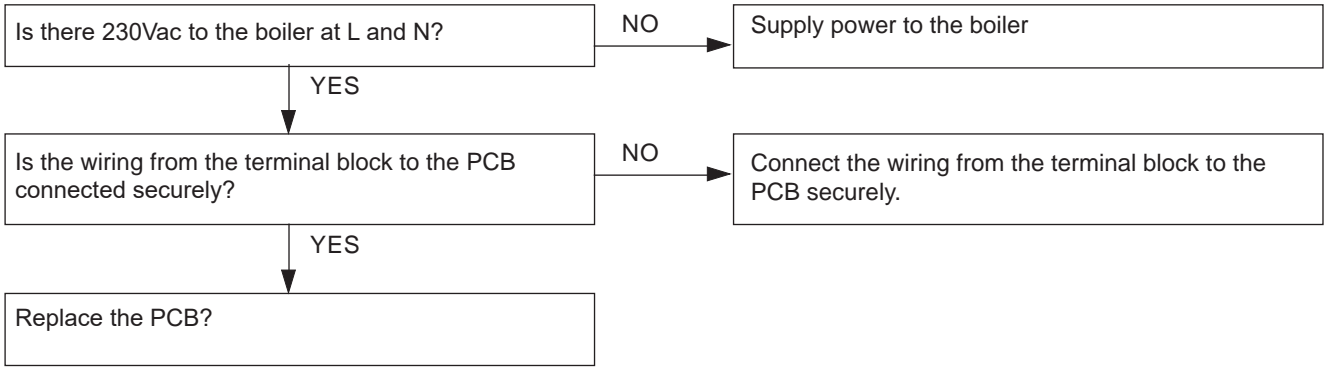 Is there 230Vac to the boiler at L and N?
NO
Supply power to the boiler
YES
Is the wiring from the terminal block to the PCB
connected securely?
NO
Connect the wiring from the terminal block to the
PCB securely.
YES
Replace the PCB?